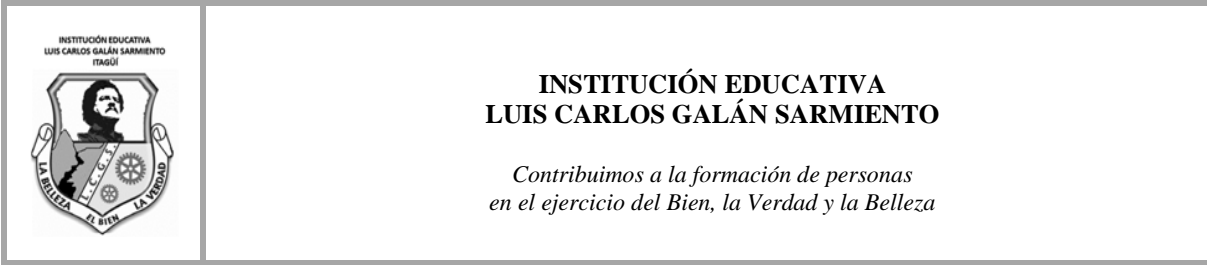 INSTITUCIÓN EDUCATIVA
LUIS CARLOS GALÁN SARMIENTO
ITAGÜÍ
L.C.G.S.
LA BELLEZA
EL BIEN
LA VERDAD
INSTITUCIÓN EDUCATIVA
LUIS CARLOS GALÁN SARMIENTO
Contribuimos a la formación de personas
en el ejercicio del Bien, la Verdad y la Belleza